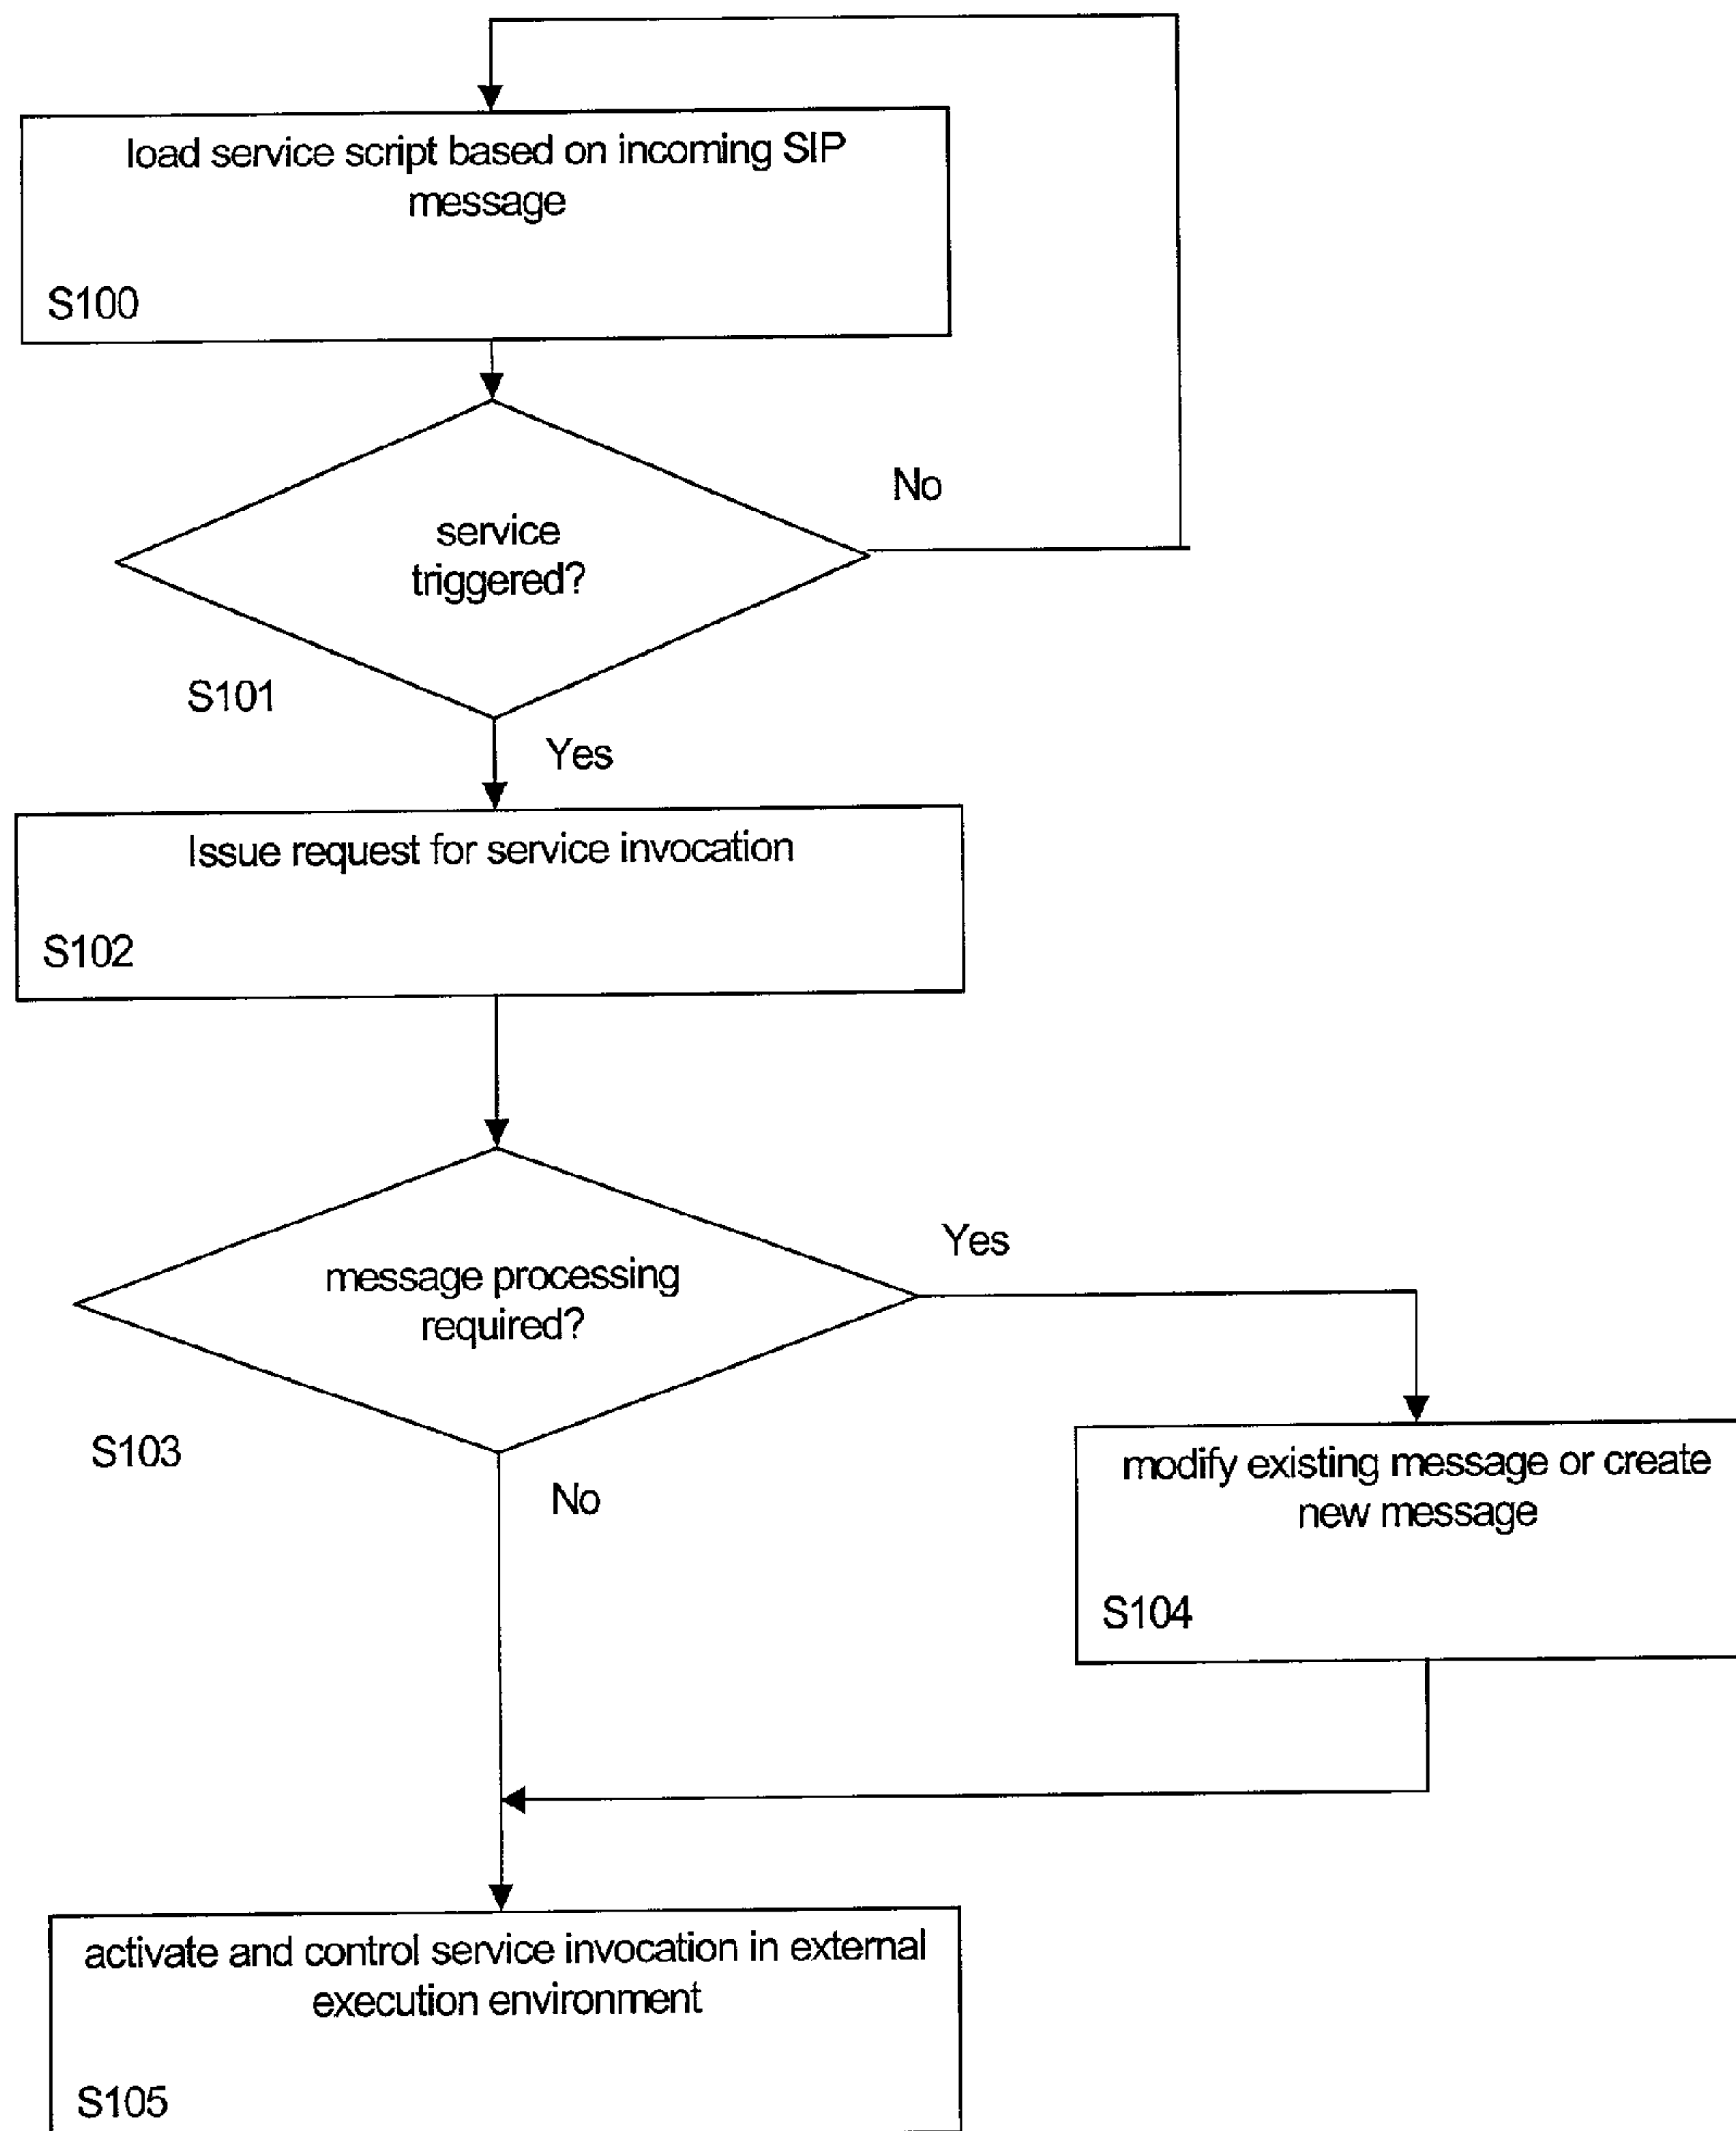 load service script based on incoming SIP
message
S100
service
triggered?
No
S101
Yes
Issue request for service invocation
S102
message processing
required?
Yes
S103
No
modify existing message or create
new message
S104
activate and control service invocation in external
execution environment
S105